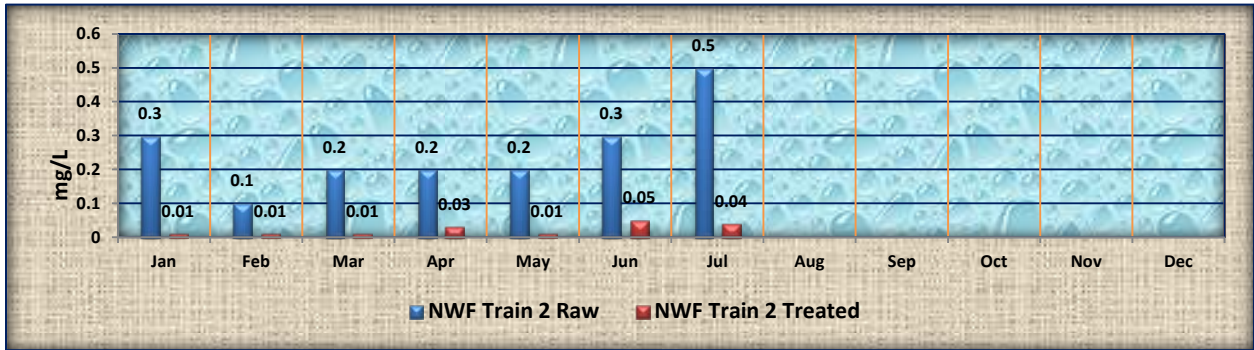 0.6
0.5
0.4
0.3
0.2
0.1
0
mg/L
0.3 0.1 0.2 0.2 0.2 0.3 0.5
0.01 0.01 0.01 0.03 0.01 0.05 0.04
Jan Feb Mar Apr May Jun Jul Aug Sep Oct Nov Dec
NWF Train 2 Raw NWF Train 2 Treated